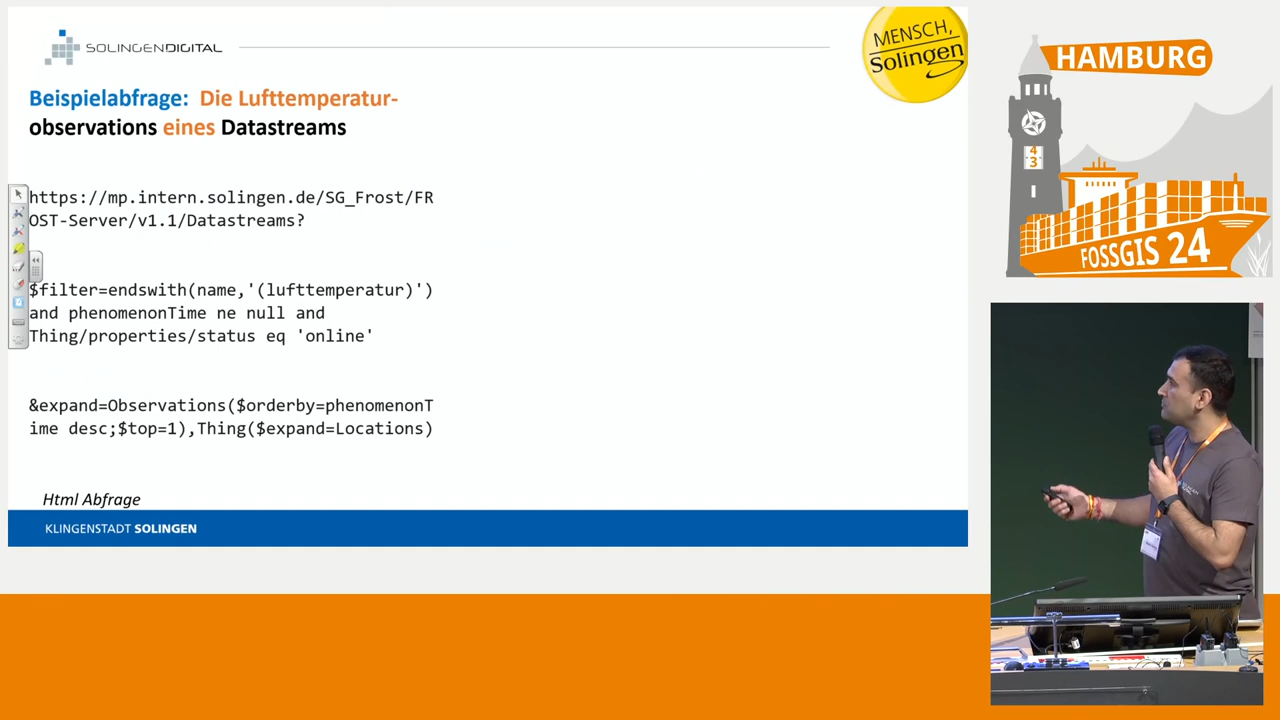 SOLINGENDIGITAL
MENSCH,
Solingen
Beispielabfrage: Die Lufttemperatur-
observations eines Datastreams
https://mp.intern.solingen.de/SG_Frost/FR
OST-Server/v1.1/Datastreams?
$filter=endswith(name,'(lufttemperatur)')
and phenomenonTime ne null and
Thing/properties/status eq 'online'
&expand=Observations($orderby=phenomenonT
ime desc;$top=1),Thing($expand=Locations)
Html Abfrage
KLINGENSTADT SOLINGEN
HAMBURG
4
3
FOSSGIS 24